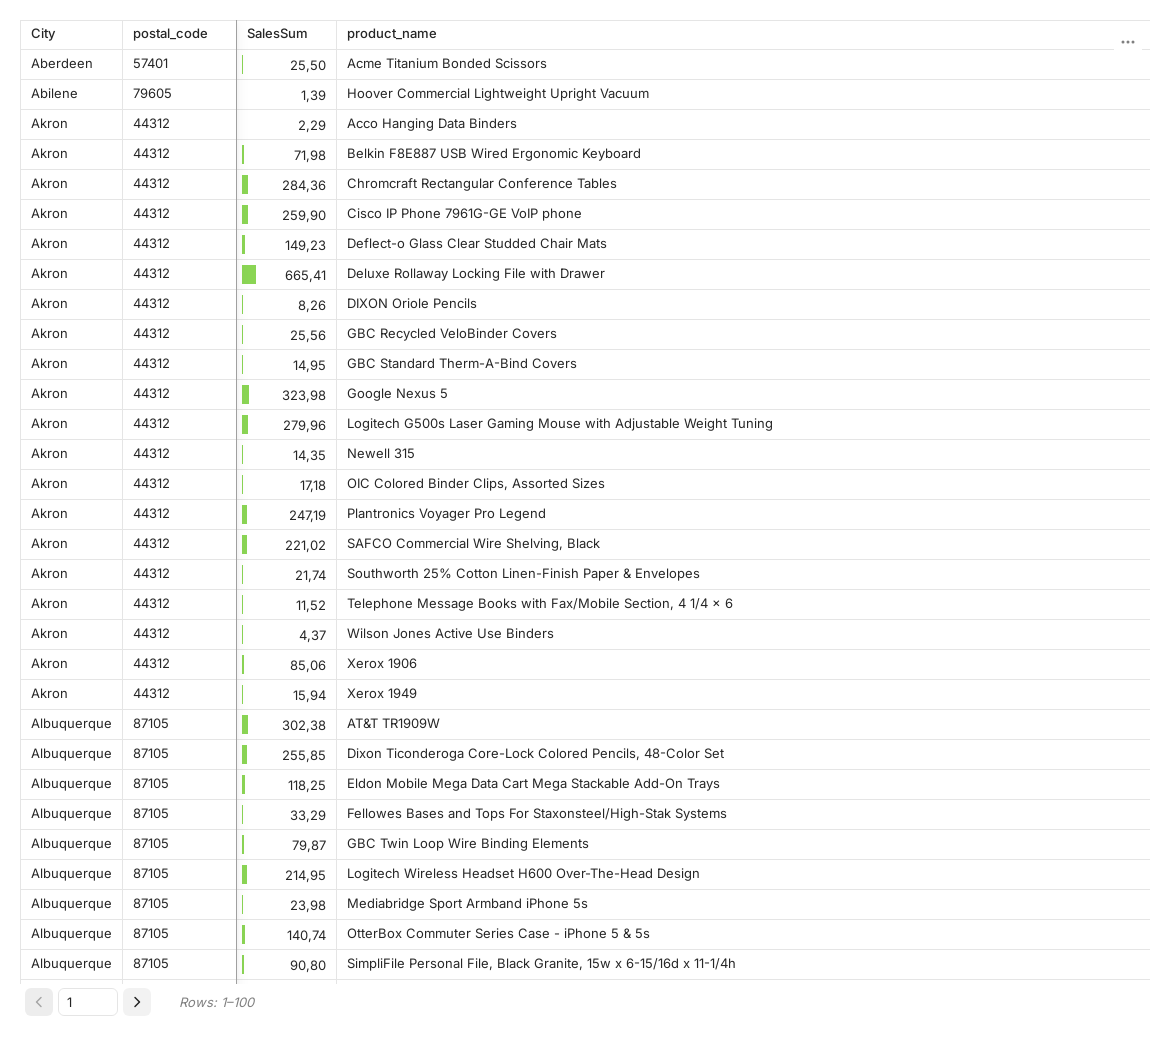 City postal_code SalesSum product_name
Aberdeen 57401 25,50 Acme Titanium Bonded Scissors
Abilene 79605 1,39 Hoover Commercial Lightweight Upright Vacuum
Akron 44312 2,29 Acco Hanging Data Binders
Akron 44312 71,98 Belkin F8E887 USB Wired Ergonomic Keyboard
Akron 44312 284,36 Chromcraft Rectangular Conference Tables
Akron 44312 259,90 Cisco IP Phone 7961G-GE VoIP phone
Akron 44312 149,23 Deflect-o Glass Clear Studded Chair Mats
Akron 44312 665,41 Deluxe Rollaway Locking File with Drawer
Akron 44312 8,26 DIXON Oriole Pencils
Akron 44312 25,56 GBC Recycled VeloBinder Covers
Akron 44312 14,95 GBC Standard Therm-A-Bind Covers
Akron 44312 323,98 Google Nexus 5
Akron 44312 279,96 Logitech G500s Laser Gaming Mouse with Adjustable Weight Tuning
Akron 44312 14,35 Newell 315
Akron 44312 17,18 OIC Colored Binder Clips, Assorted Sizes
Akron 44312 247,19 Plantronics Voyager Pro Legend
Akron 44312 221,02 SAFCO Commercial Wire Shelving, Black
Akron 44312 21,74 Southworth 25% Cotton Linen-Finish Paper & Envelopes
Akron 44312 11,52 Telephone Message Books with Fax/Mobile Section, 4 1/4 × 6
Akron 44312 4,37 Wilson Jones Active Use Binders
Akron 44312 85,06 Xerox 1906
Akron 44312 15,94 Xerox 1949
Albuquerque 87105 302,38 AT&T TR1909W
Albuquerque 87105 255,85 Dixon Ticonderoga Core-Lock Colored Pencils, 48-Color Set
Albuquerque 87105 118,25 Eldon Mobile Mega Data Cart Mega Stackable Add-On Trays
Albuquerque 87105 33,29 Fellowes Bases and Tops For Staxonsteel/High-Stak Systems
Albuquerque 87105 79,87 GBC Twin Loop Wire Binding Elements
Albuquerque 87105 214,95 Logitech Wireless Headset H600 Over-The-Head Design
Albuquerque 87105 23,98 Mediabridge Sport Armband iPhone 5s
Albuquerque 87105 140,74 OtterBox Commuter Series Case - iPhone 5 & 5s
Albuquerque 87105 90,80 SimpliFile Personal File, Black Granite, 15w x 6-15/16d x 11-1/4h
1 Rows: 1–100